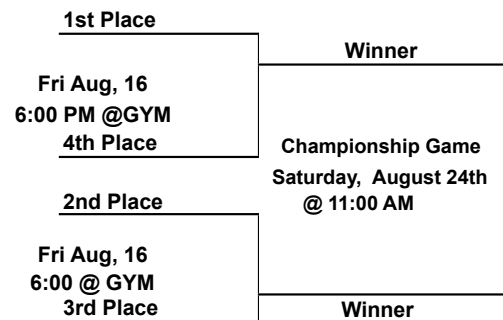 1st Place
Winner
Fri Aug, 16
6:00 PM @GYM
4th Place
Championship Game
Saturday, August 24th
@ 11:00 AM
2nd Place
Fri Aug, 16
6:00 @ GYM
3rd Place
Winner